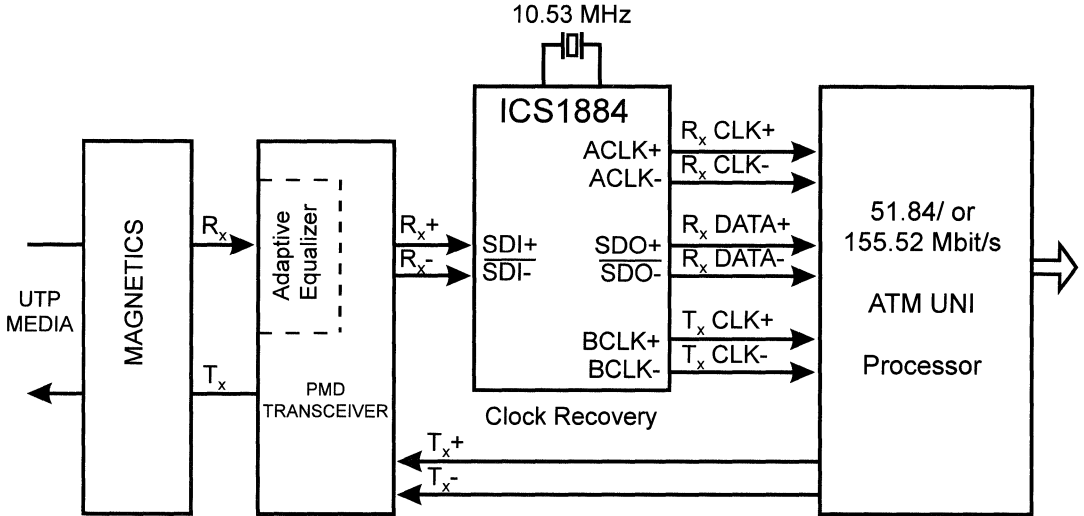 10.53 MHz
ICS1884
ACLK+
ACLK-
SDI+
SDI-
SDO+
SDO-
BCLK+
BCLK-
Clock Recovery
UTP
MEDIA
MAGNETICS
Rx
Tx
Adaptive
Equalizer
PMD
TRANSCEIVER
Rx+
Rx-
Rx CLK+
Rx CLK-
Rx DATA+
Rx DATA-
Tx CLK+
Tx CLK-
Tx+
Tx-
51.84/ or
155.52 Mbit/s
ATM UNI
Processor